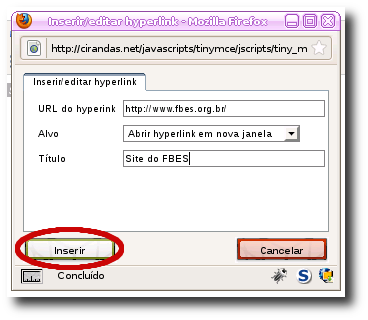 Inserir/editar hyperlink - Mozilla Firefox
http://cirandas.net/javascripts/tinymce/jscripts/tiny_m
Inserir/editar hyperlink
URL do hyperink http://www.fbes.org.br/
Alvo Abrir hyperlink em nova janela
Título Site do FBES
Inserir Cancelar
Concluído
S